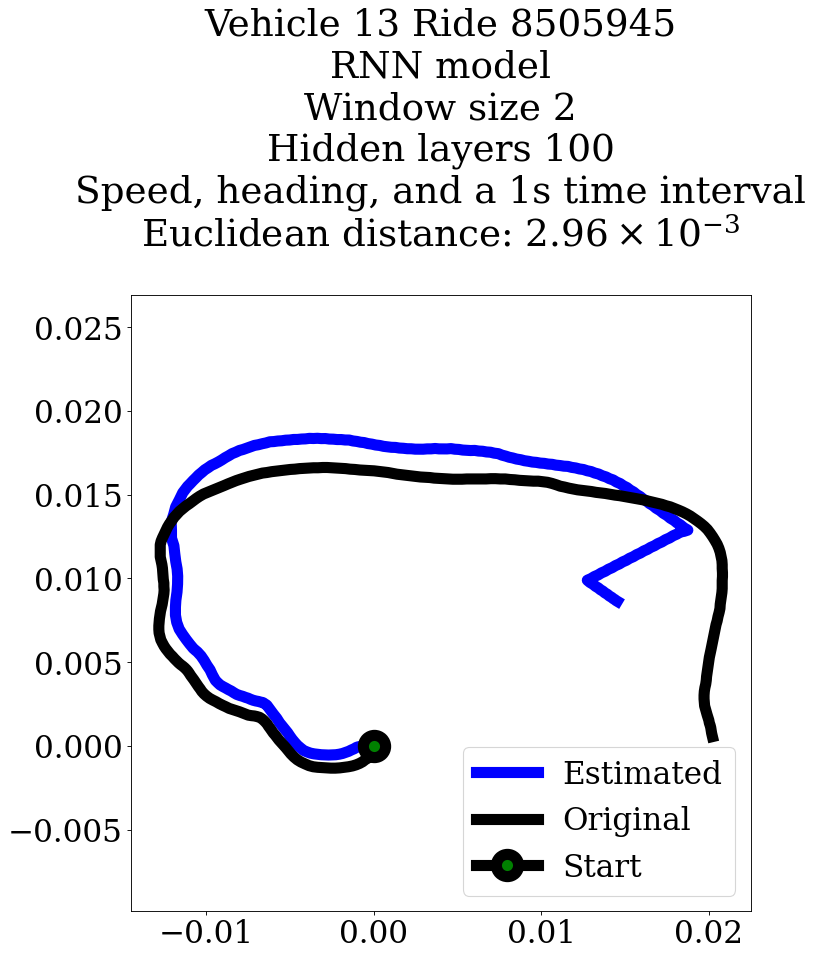 Vehicle 13 Ride 8505945
RNN model
Window size 2
Hidden layers 100
Speed, heading, and a 1s time interval
Euclidean distance: 2.96 × 10⁻³
0.025
0.020
0.015
0.010
0.005
0.000
−0.005
Estimated
Original
Start
−0.01
0.00
0.01
0.02